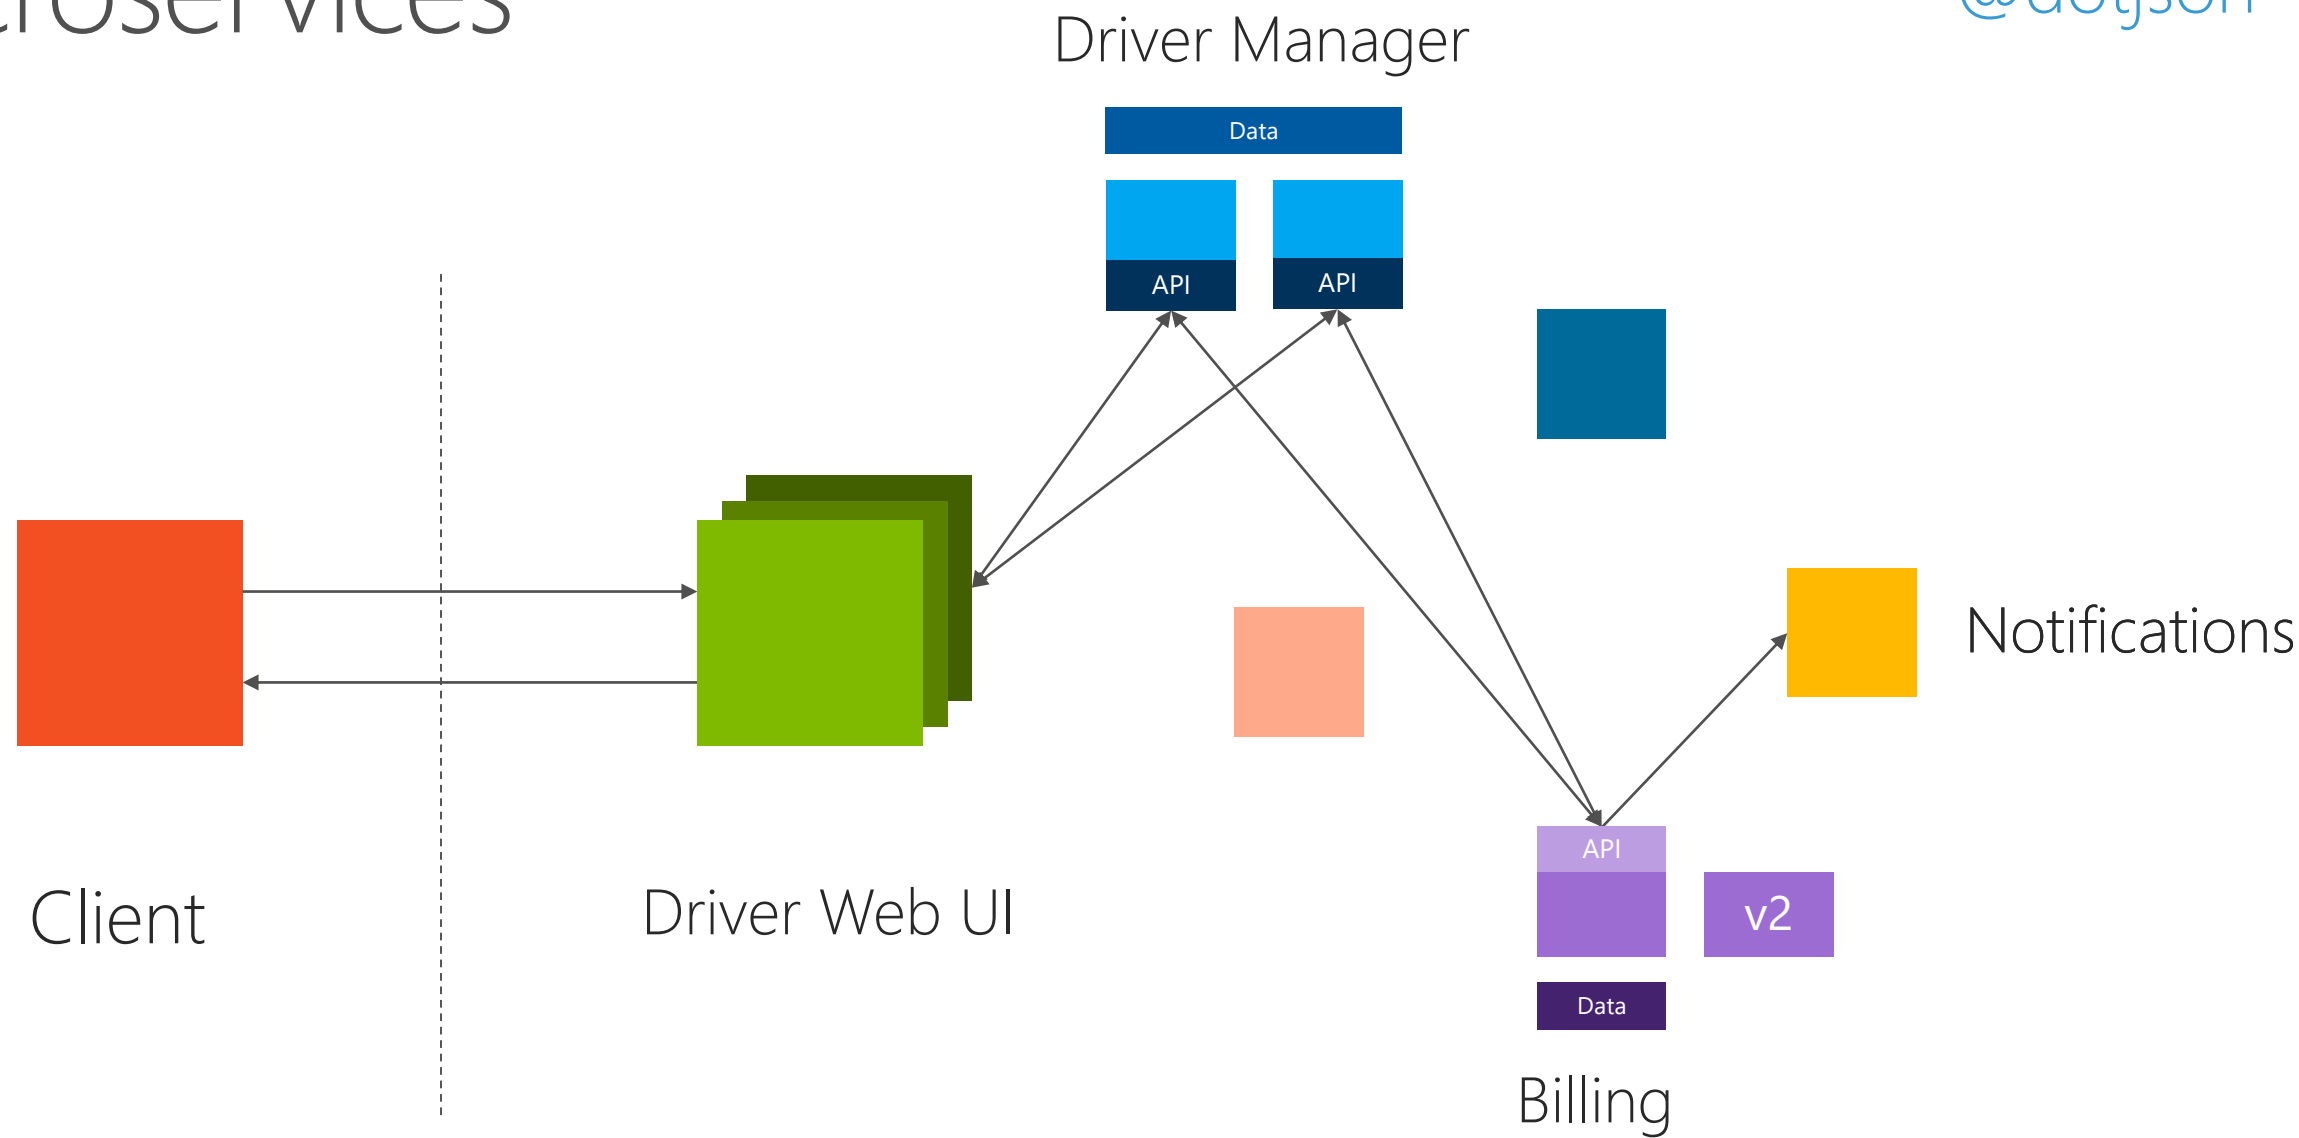 Driver Manager
Data
API
API
Notifications
API
Client
Driver Web UI
v2
Data
Billing